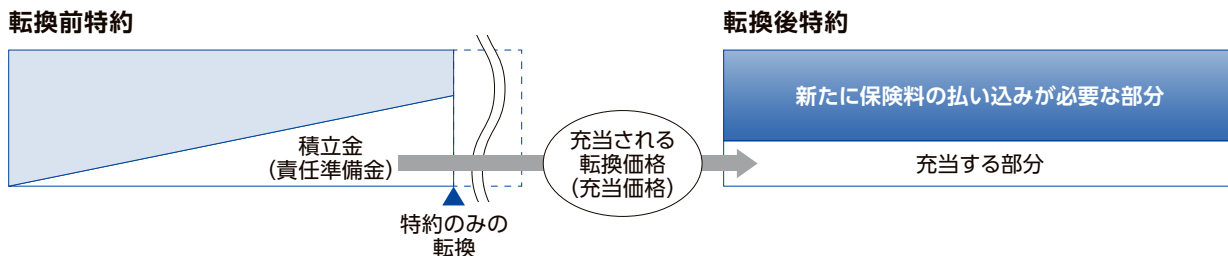 転換前特約
転換後特約
新たに保険料の払い込みが必要な部分
積立金
(責任準備金)
充当される
転換価格
(充当価格)
充当する部分
特約のみの
転換